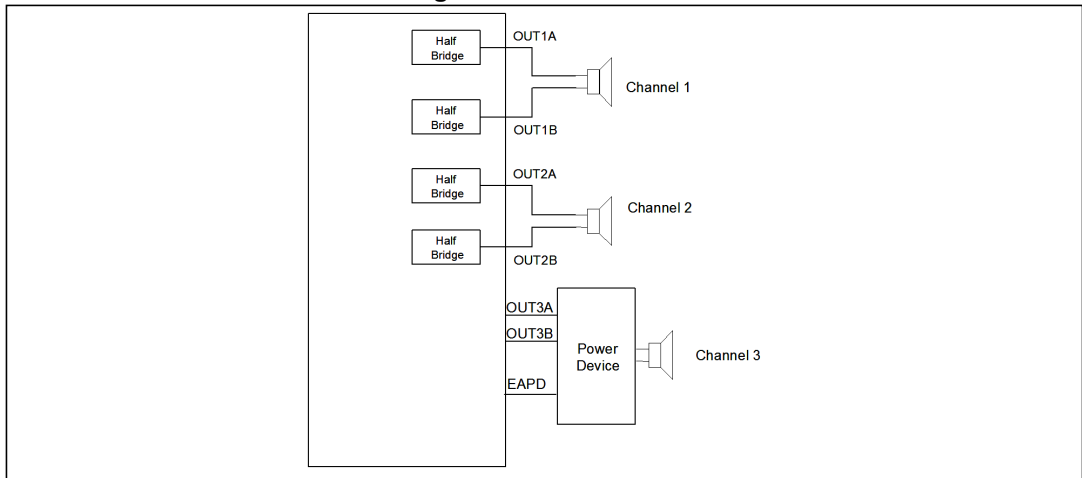 Half
Bridge
OUT1A
Channel 1
Half
Bridge
OUT1B
Half
Bridge
OUT2A
Channel 2
Half
Bridge
OUT2B
OUT3A
OUT3B
Power
Device
Channel 3
EAPD